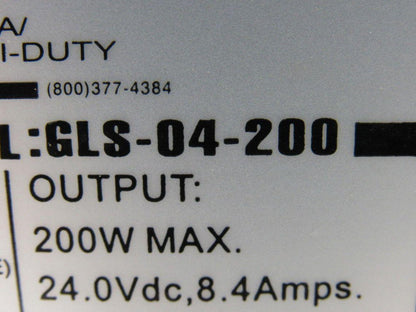 A/
I-DUTY
(800)377-4384
L:GLS-04-200
OUTPUT:
200W MAX.
E)
24.0Vdc,8.4Amps.